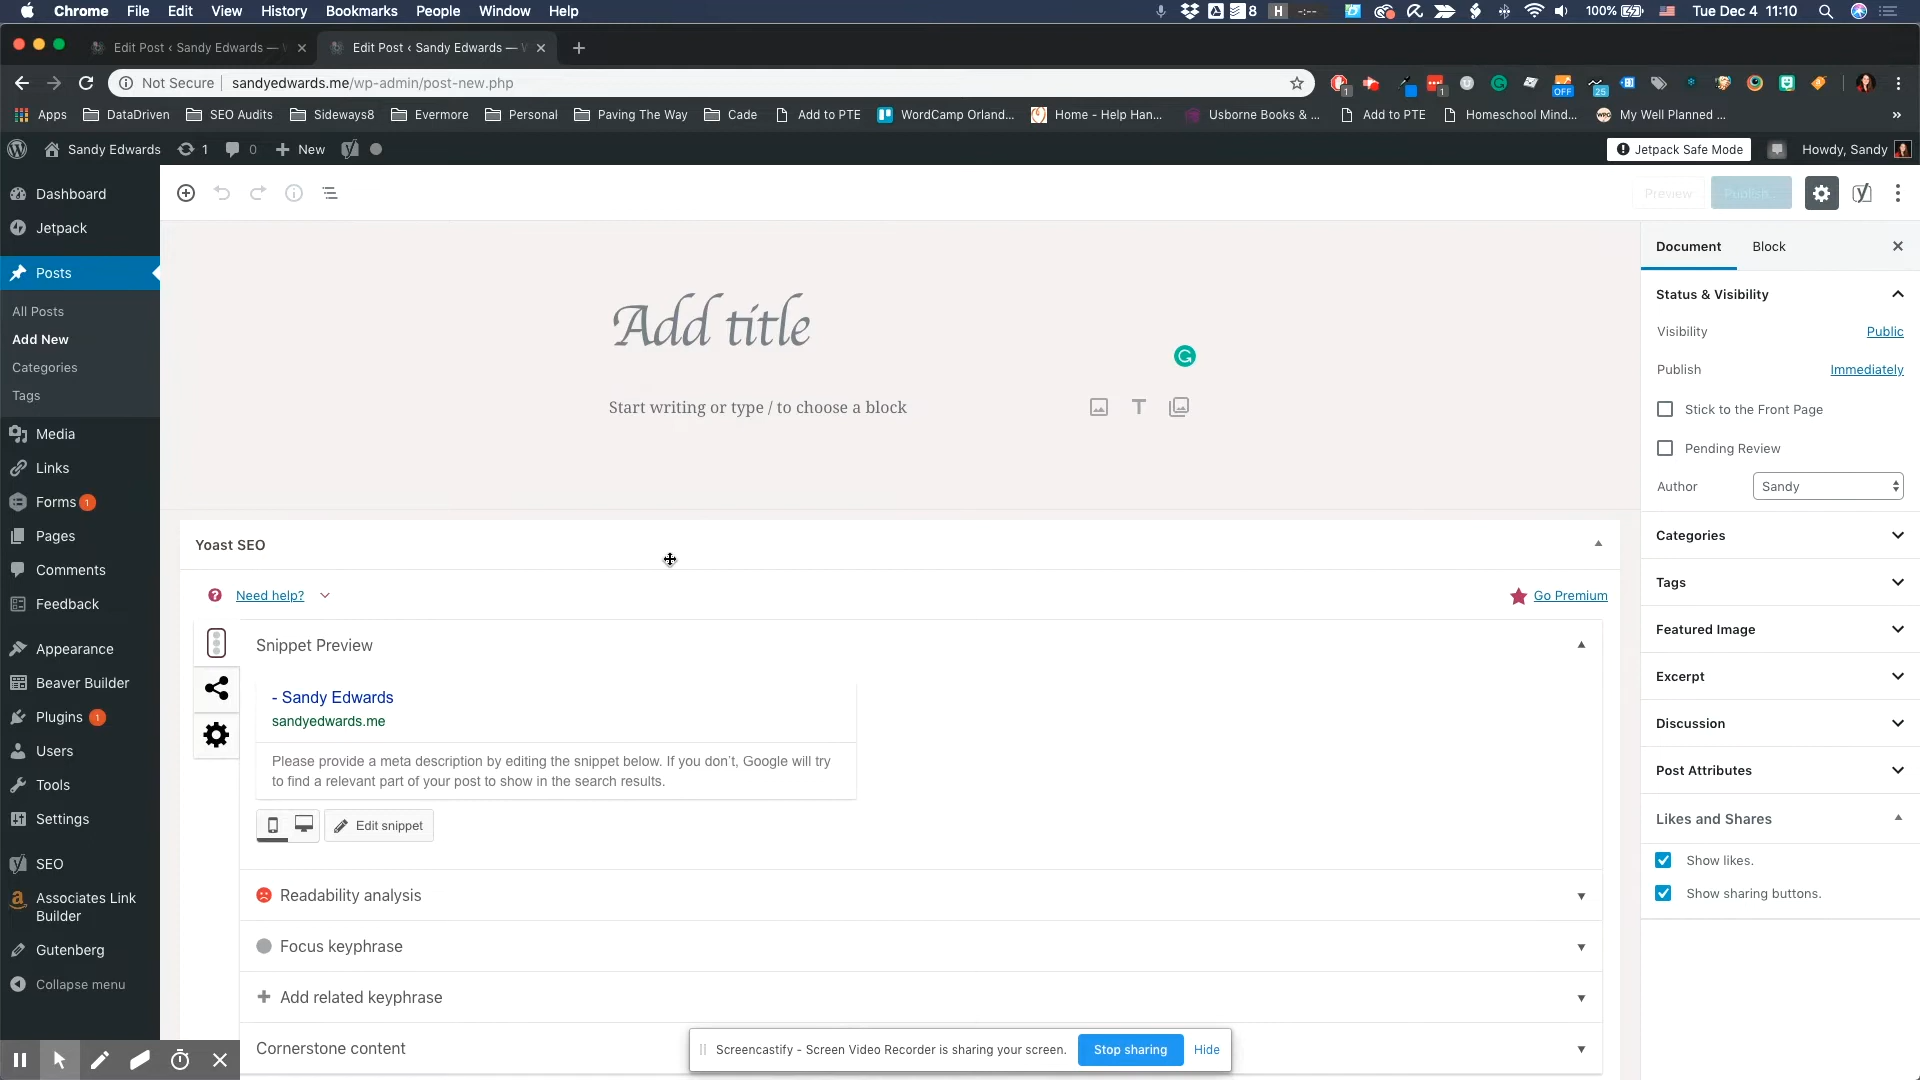 Chrome File Edit View History Bookmarks People Window Help
8 H -:-- 100% Tue Dec 4 11:10
Edit Post ‹ Sandy Edwards —
Edit Post ‹ Sandy Edwards —
Not Secure | sandyedwards.me/wp-admin/post-new.php
1 1 OFF 25
Apps DataDriven SEO Audits Sideways8 Evermore Personal Paving The Way Code Add to PTE WordCamp Orland... Home - Help Han... Usborne Books & ... Add to PTE Homeschool Mind... My Well Planned ... »
Sandy Edwards 1 0 New Jetpack Safe Mode Howdy, Sandy
Dashboard
Jetpack
Posts
All Posts
Add New
Categories
Tags
Media
Links
Forms 1
Pages
Comments
Feedback
Appearance
Beaver Builder
Plugins 1
Users
Tools
Settings
SEO
Associates Link
Builder
Gutenberg
Collapse menu
Preview Publish...
Add title
Start writing or type / to choose a block
Yoast SEO
Need help? Go Premium
Snippet Preview
- Sandy Edwards
sandyedwards.me
Please provide a meta description by editing the snippet below. If you don’t, Google will try
to find a relevant part of your post to show in the search results.
Edit snippet
Readability analysis
Focus keyphrase
Add related keyphrase
Cornerstone content
Document Block
Status & Visibility
Visibility Public
Publish Immediately
Stick to the Front Page
Pending Review
Author Sandy
Categories
Tags
Featured Image
Excerpt
Discussion
Post Attributes
Likes and Shares
Show likes.
Show sharing buttons.
Screencastify - Screen Video Recorder is sharing your screen. Stop sharing Hide